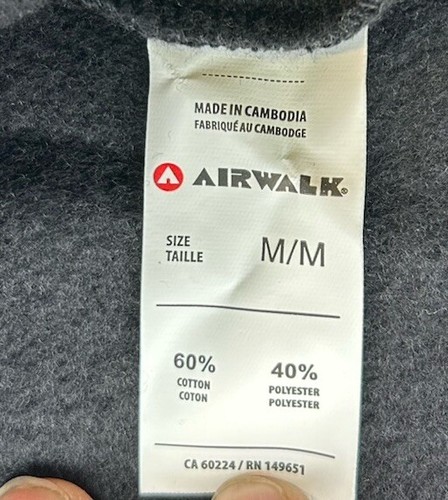 MADE IN CAMBODIA
FABRIQUÉ AU CAMBODGE
AIRWALK®
SIZE M/M
TAILLE
60% 40%
COTTON POLYESTER
COTON POLYESTER
CA 60224 / RN 149651